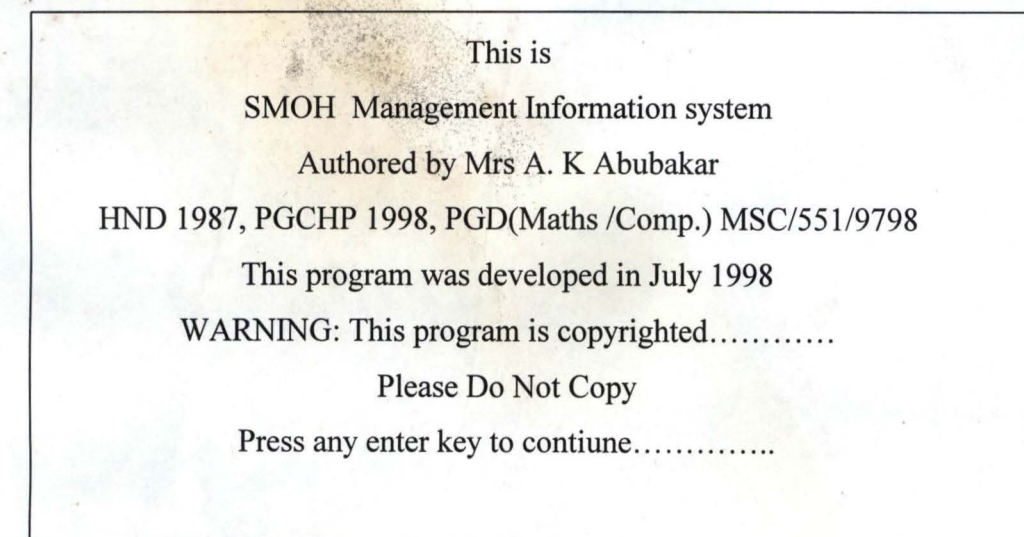 This is
SMOH Management Information system
Authored by Mrs A. K Abubakar
HND 1987, PGCHP 1998, PGD(Maths /Comp.) MSC/551/9798
This program was developed in July 1998
WARNING: This program is copyrighted............
Please Do Not Copy
Press any enter key to contiune..............